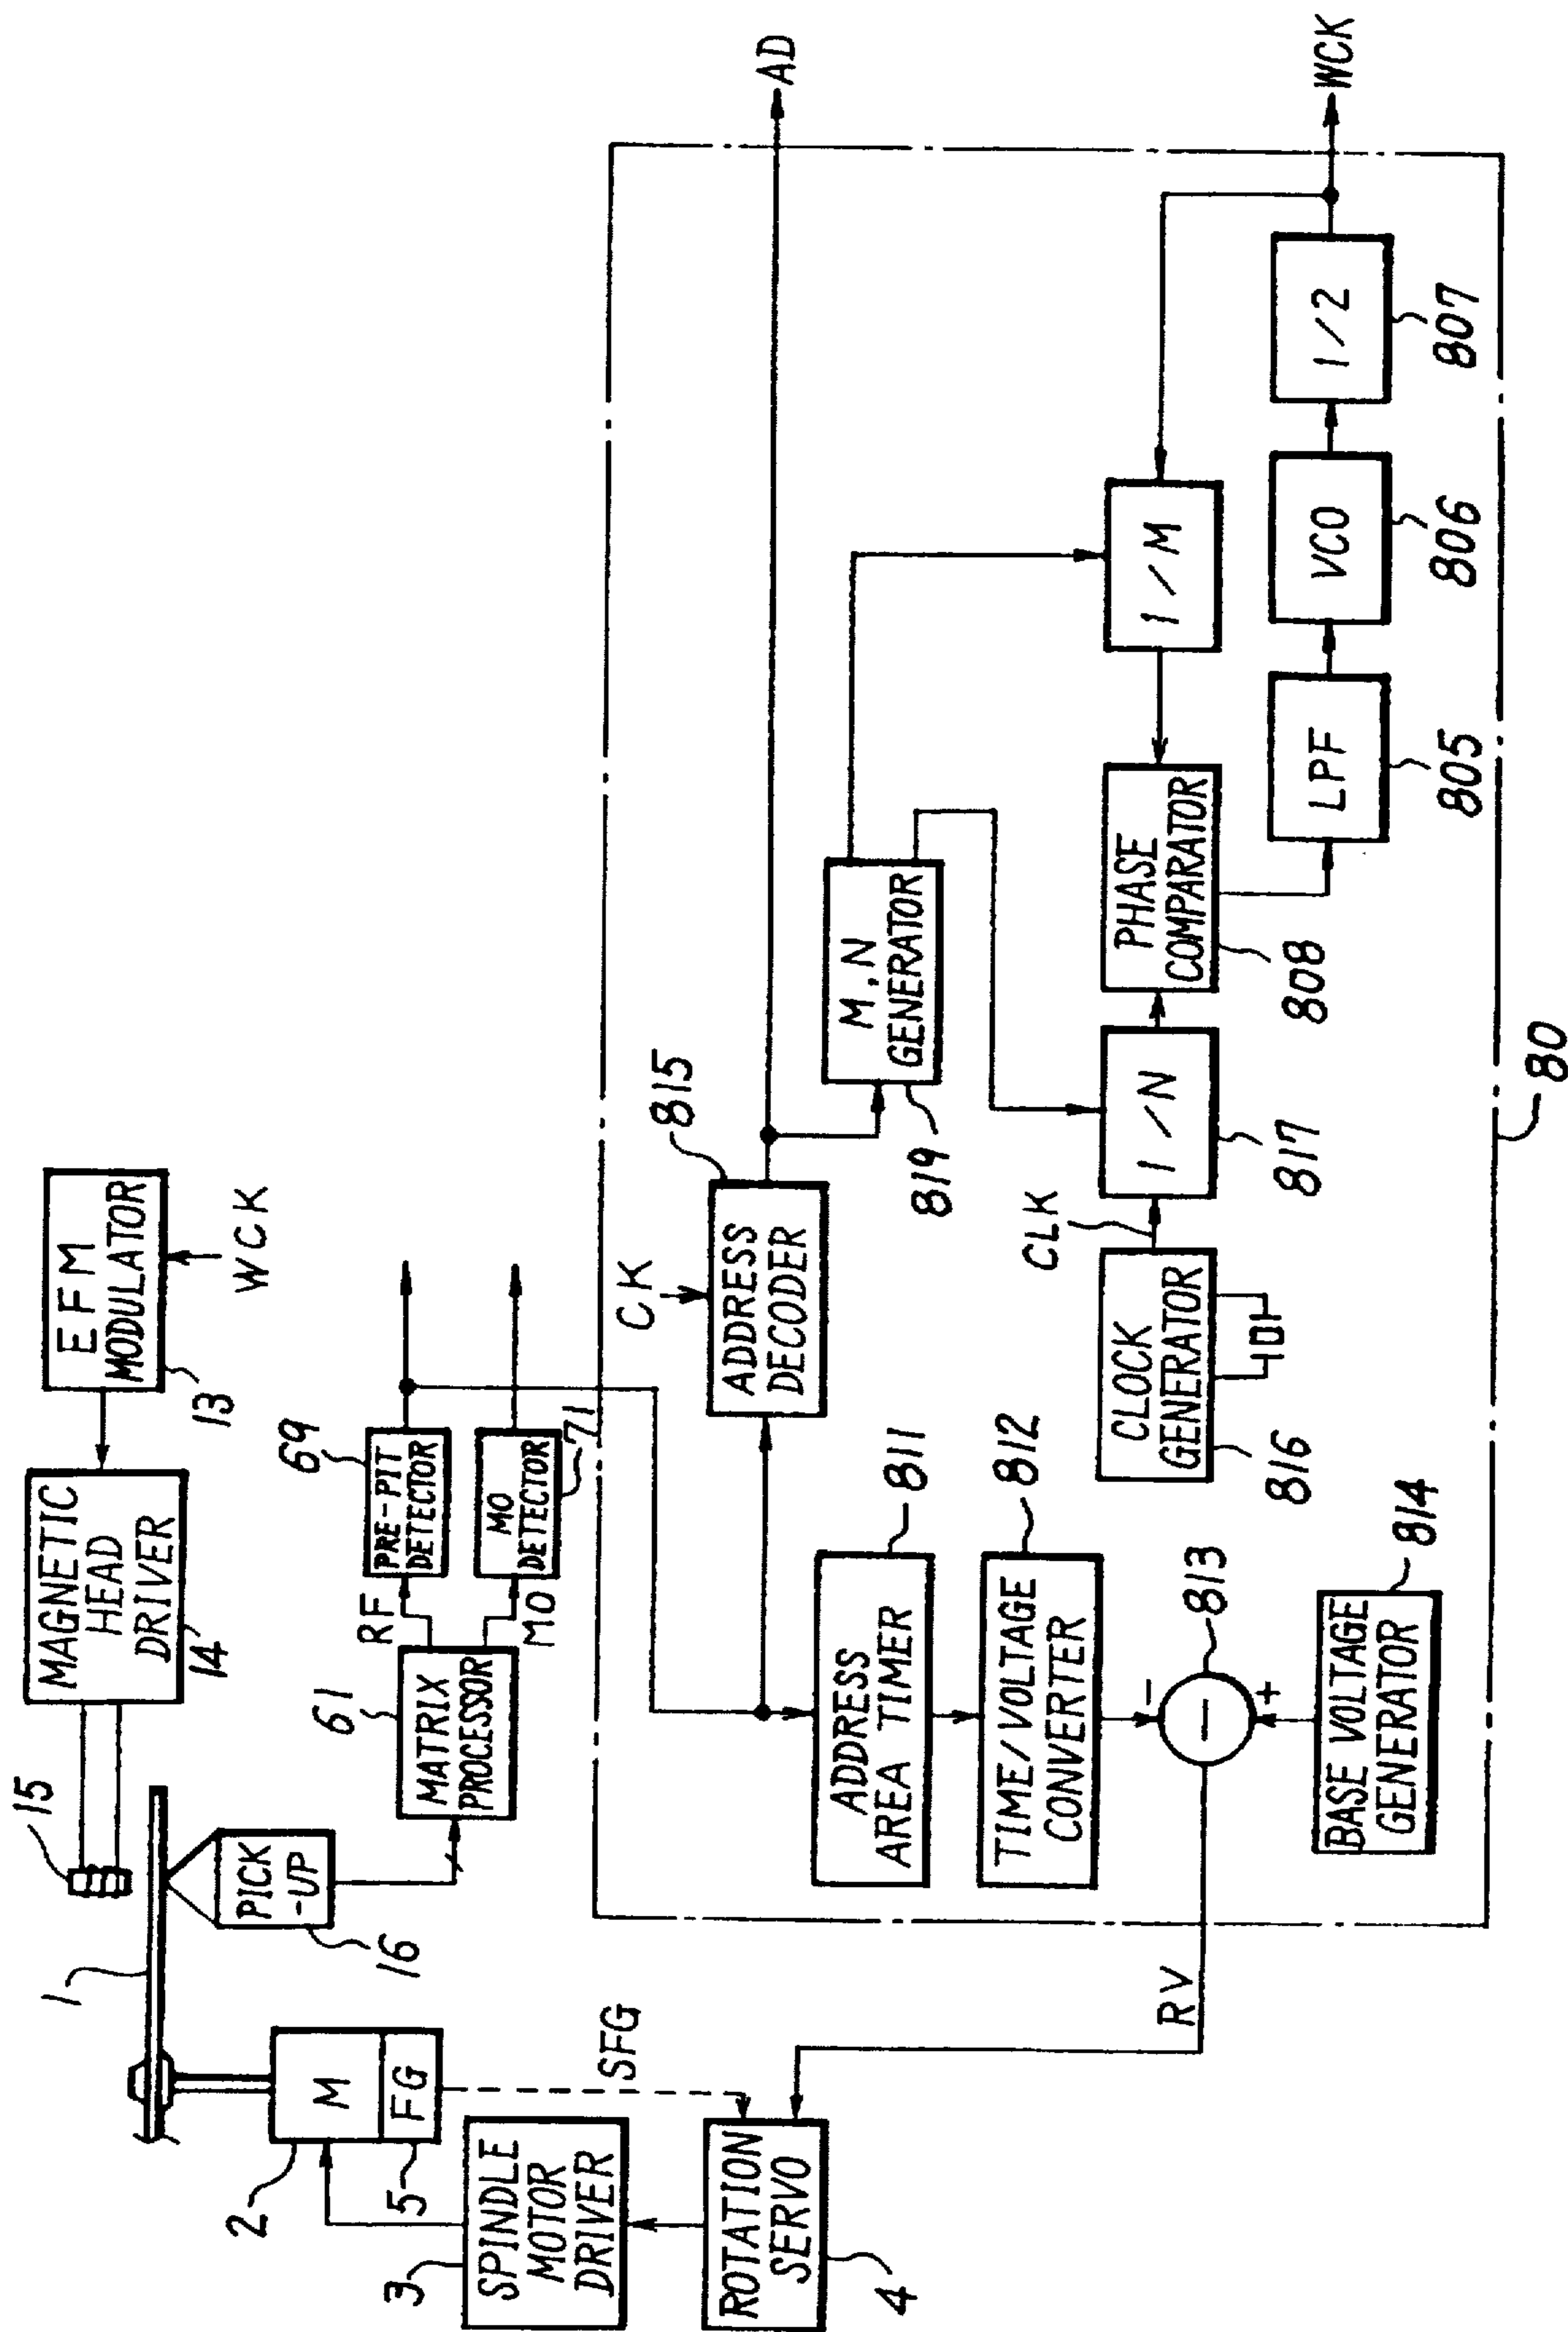 15
MAGNETIC
HEAD
DRIVER
14
EFM
MODULATOR
13
WCK
1
PICK
-UP
16
61
MATRIX
PROCESSOR
RF
MO
69
PRE-PIT
DETECTOR
MO
DETECTOR
71
2
M
FG
5
SFG
3
SPINDLE
MOTOR
DRIVER
ROTATION
SERVO
4
RV
CK
ADDRESS
DECODER
815
AD
ADDRESS
AREA TIMER
811
TIME/VOLTAGE
CONVERTER
812
813
-
-
+
BASE VOLTAGE
GENERATOR
814
M,N
GENERATOR
819
CLOCK
GENERATOR
816
CLK
1/N
817
PHASE
COMPARATOR
808
1/M
LPF
805
VCO
806
1/2
807
WCK
80